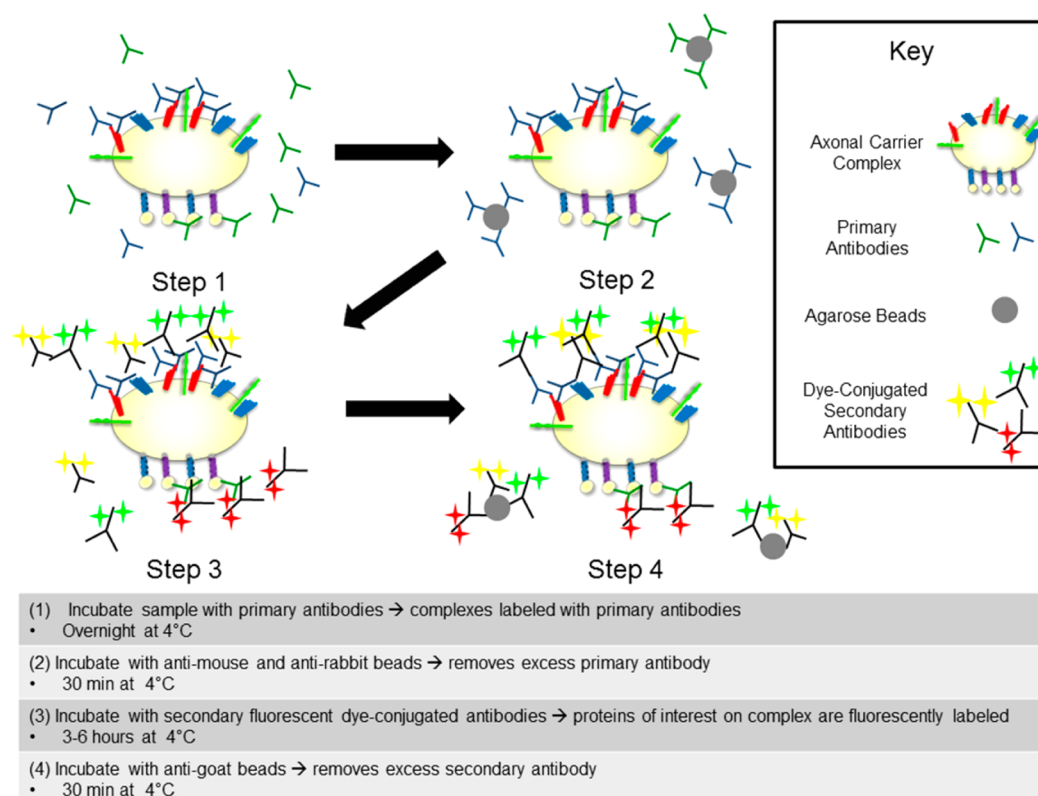 Key
Axonal Carrier
Complex
Primary
Antibodies
Agarose Beads
Dye-Conjugated
Secondary
Antibodies
Step 1
Step 2
Step 3
Step 4
(1) Incubate sample with primary antibodies → complexes labeled with primary antibodies
• Overnight at 4°C
(2) Incubate with anti-mouse and anti-rabbit beads → removes excess primary antibody
• 30 min at 4°C
(3) Incubate with secondary fluorescent dye-conjugated antibodies → proteins of interest on complex are fluorescently labeled
• 3-6 hours at 4°C
(4) Incubate with anti-goat beads → removes excess secondary antibody
• 30 min at 4°C